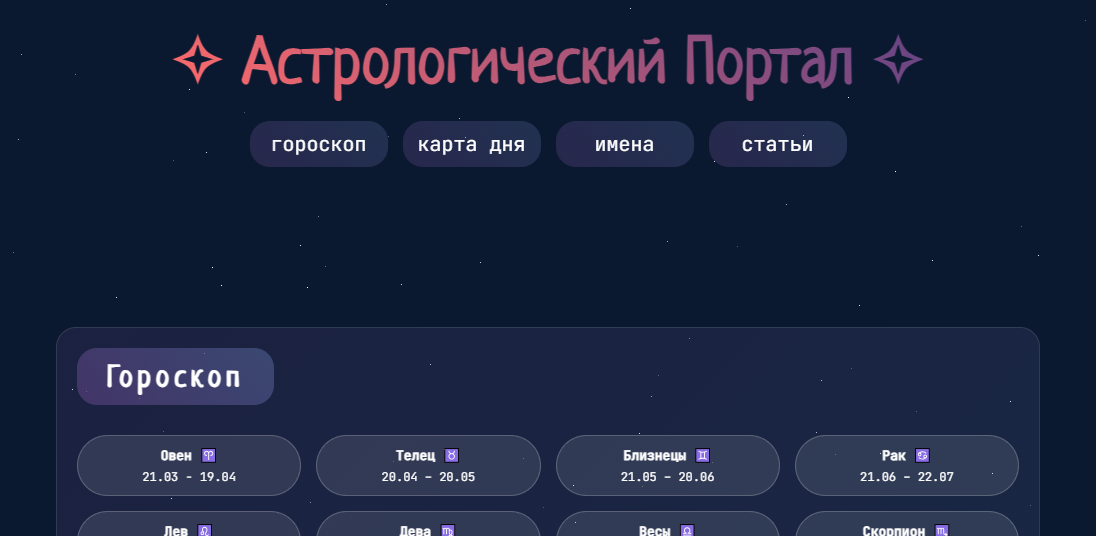 ✧ Астрологический Портал ✧
гороскоп карта дня имена статьи
Гороскоп
Овен ♈ Телец ♉ Близнецы ♊ Рак ♋
21.03 – 19.04 20.04 – 20.05 21.05 – 20.06 21.06 – 22.07
Лев ♌ Дева ♍ Весы ♎ Скорпион ♏